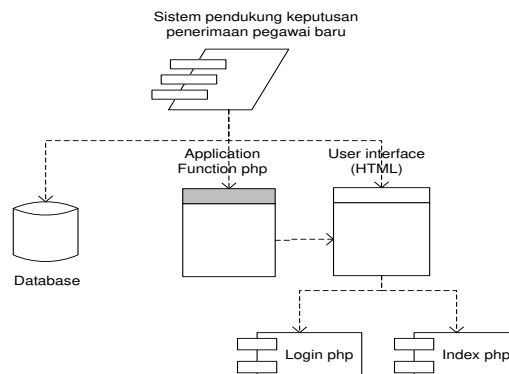 Sistem pendukung keputusan
penerimaan pegawai baru
Application
Function php
User interface
(HTML)
Database
Login php
Index php